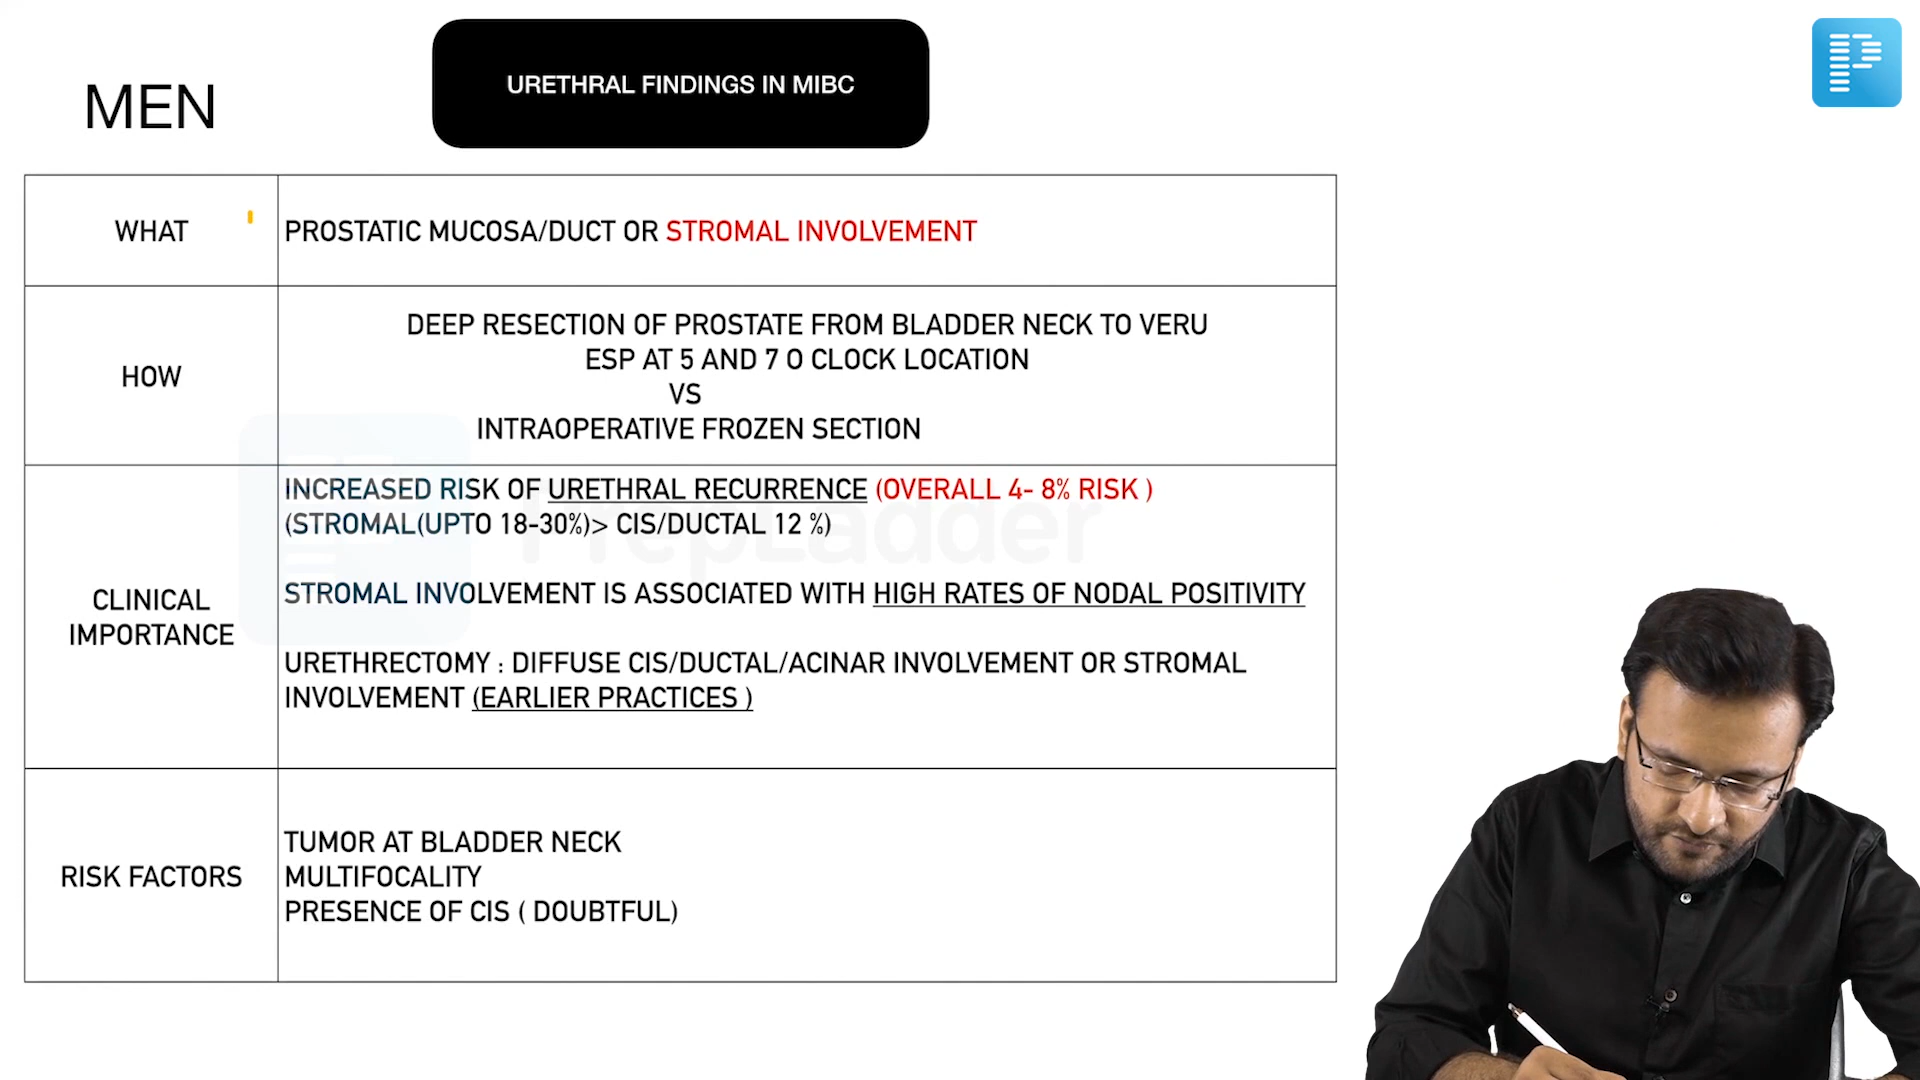 URETHRAL FINDINGS IN MIBC
MEN
WHAT
PROSTATIC MUCOSA/DUCT OR STROMAL INVOLVEMENT
HOW
DEEP RESECTION OF PROSTATE FROM BLADDER NECK TO VERU
ESP AT 5 AND 7 O CLOCK LOCATION
VS
INTRAOPERATIVE FROZEN SECTION
CLINICAL
IMPORTANCE
INCREASED RISK OF URETHRAL RECURRENCE (OVERALL 4- 8% RISK )
(STROMAL(UPTO 18-30%)> CIS/DUCTAL 12 %)
STROMAL INVOLVEMENT IS ASSOCIATED WITH HIGH RATES OF NODAL POSITIVITY
URETHRECTOMY : DIFFUSE CIS/DUCTAL/ACINAR INVOLVEMENT OR STROMAL
INVOLVEMENT (EARLIER PRACTICES )
PrepLadder
RISK FACTORS
TUMOR AT BLADDER NECK
MULTIFOCALITY
PRESENCE OF CIS ( DOUBTFUL)